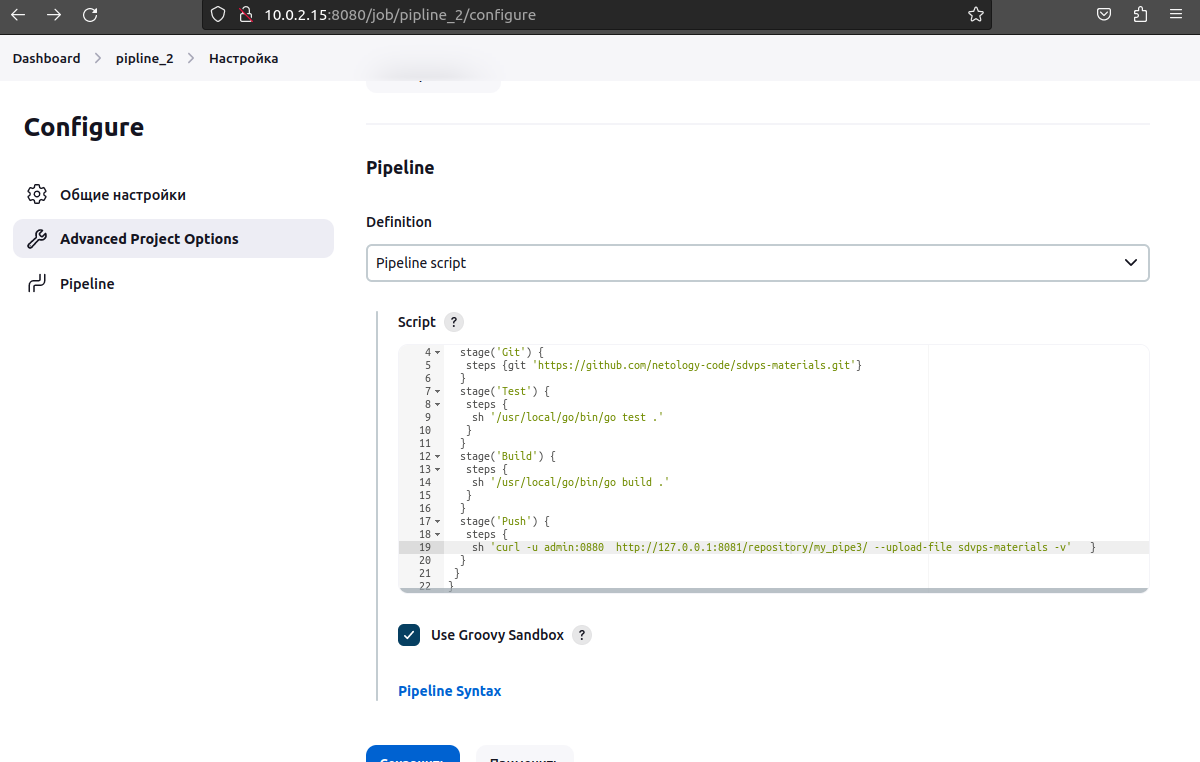 10.0.2.15:8080/job/pipline_2/configure
Dashboard > pipline_2 > Настройка
Configure
Общие настройки
Advanced Project Options
Pipeline
Pipeline
Definition
Pipeline script
Script ?
4 stage('Git') {
5 steps {git 'https://github.com/netology-code/sdvps-materials.git'}
6 }
7 stage('Test') {
8 steps {
9 sh '/usr/local/go/bin/go test .'
10 }
11 }
12 stage('Build') {
13 steps {
14 sh '/usr/local/go/bin/go build .'
15 }
16 }
17 stage('Push') {
18 steps {
19 sh 'curl -u admin:0880  http://127.0.0.1:8081/repository/my_pipe3/ --upload-file sdvps-materials -v'   }
20 }
21 }
22 }
Use Groovy Sandbox ?
Pipeline Syntax
Сохранить Применить